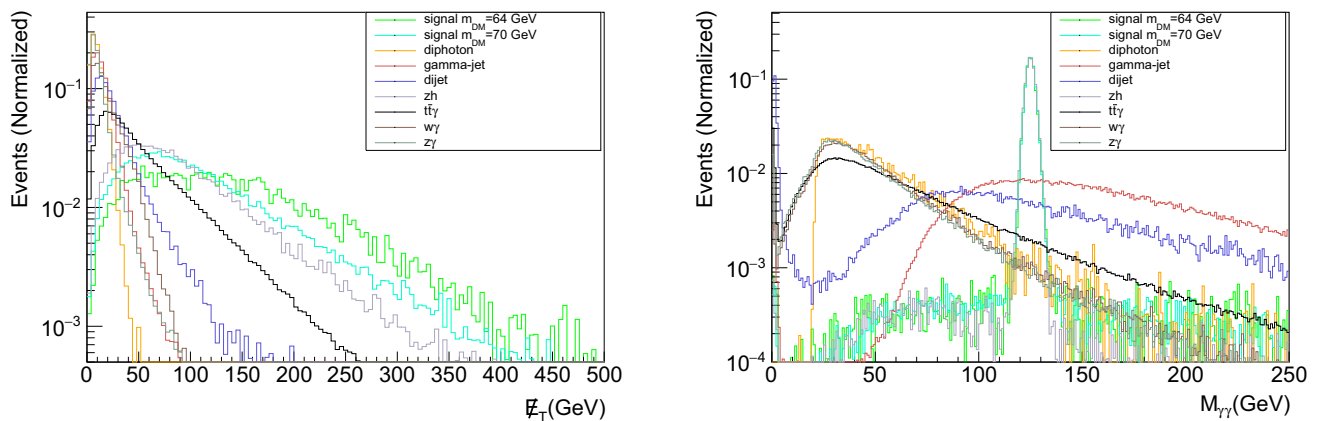 Events (Normalized)
10⁻¹
10⁻²
10⁻³
0 50 100 150 200 250 300 350 400 450 500
E̸_T(GeV)
signal m_DM=64 GeV
signal m_DM=70 GeV
diphoton
gamma-jet
dijet
zh
tt̄γ
wγ
zγ
Events (Normalized)
10⁻¹
10⁻²
10⁻³
10⁻⁴
0 50 100 150 200 250
M_γγ(GeV)
signal m_DM=64 GeV
signal m_DM=70 GeV
diphoton
gamma-jet
dijet
zh
tt̄γ
wγ
zγ